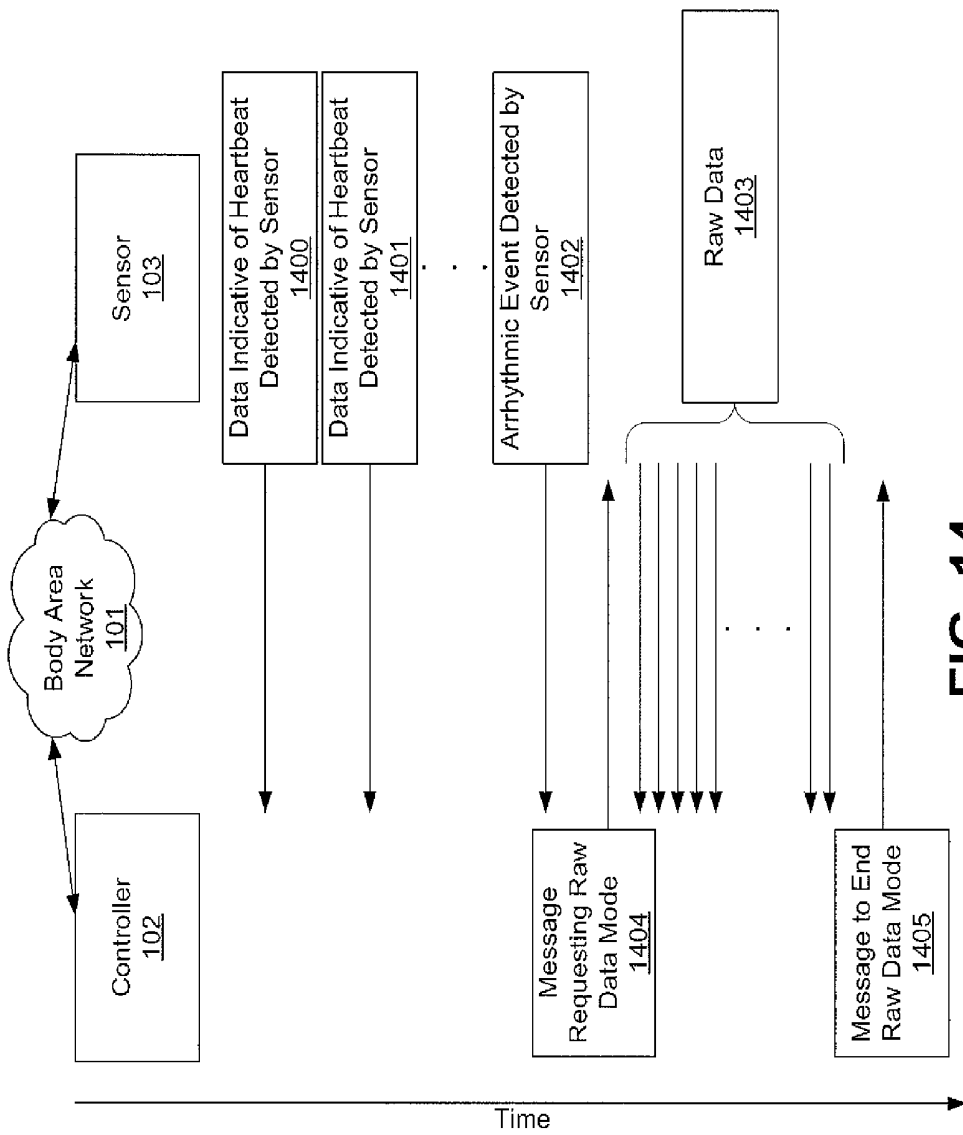 Body Area
Network
101
Controller
102
Sensor
103
Data Indicative of Heartbeat
Detected by Sensor
1400
Data Indicative of Heartbeat
Detected by Sensor
1401
Arrhythmic Event Detected by
Sensor
1402
Message
Requesting Raw
Data Mode
1404
Raw Data
1403
Message to End
Raw Data Mode
1405
Time
FIG.